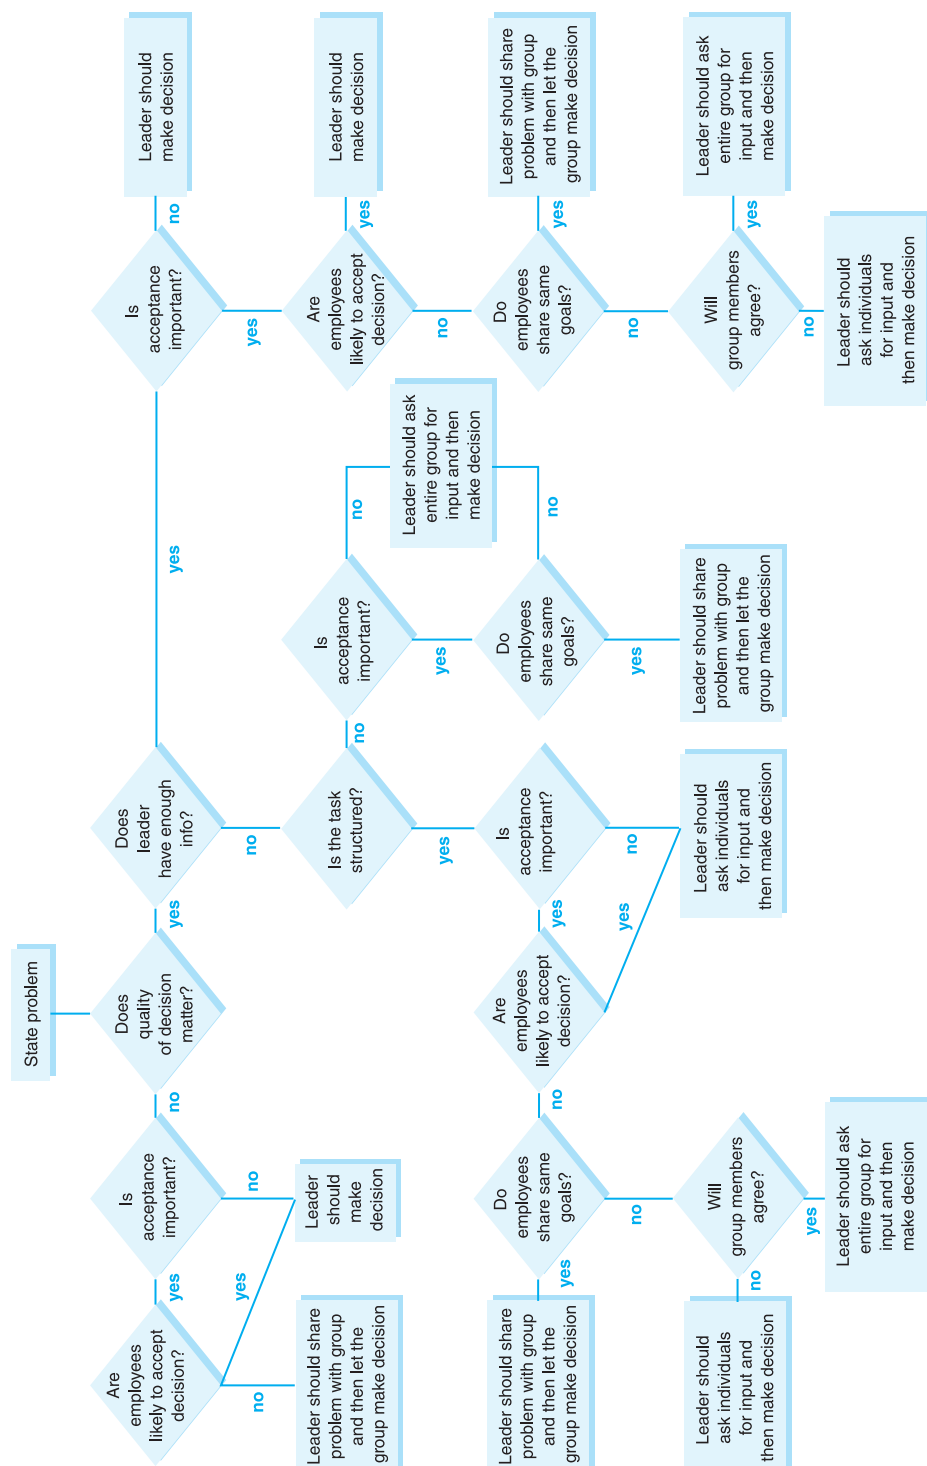 State problem
Are
employees
likely to accept
decision?
yes
Is
acceptance
important?
no
Does
quality
of decision
matter?
yes
Does
leader
have enough
info?
yes
Is
acceptance
important?
no
Leader should
make decision
no
yes
no
Leader should share
problem with group
and then let the
group make decision
Leader
should
make
decision
no
Is the task
structured?
no
Is
acceptance
important?
no
yes
Are
employees
likely to accept
decision?
yes
Leader should
make decision
yes
yes
no
Leader should ask
entire group for
input and then
make decision
Leader should share
problem with group
and then let the
group make decision
yes
Do
employees
share same
goals?
no
Are
employees
likely to accept
decision?
yes
Is
acceptance
important?
Do
employees
share same
goals?
no
Do
employees
share same
goals?
yes
Leader should share
problem with group
and then let the
group make decision
no
yes
no
yes
no
Leader should
ask individuals
for input and
then make decision
no
Will
group members
agree?
Leader should
ask individuals
for input and
then make decision
Leader should share
problem with group
and then let the
group make decision
Will
group members
agree?
yes
Leader should ask
entire group for
input and then
make decision
yes
no
Leader should ask
entire group for
input and then
make decision
Leader should
ask individuals
for input and
then make decision